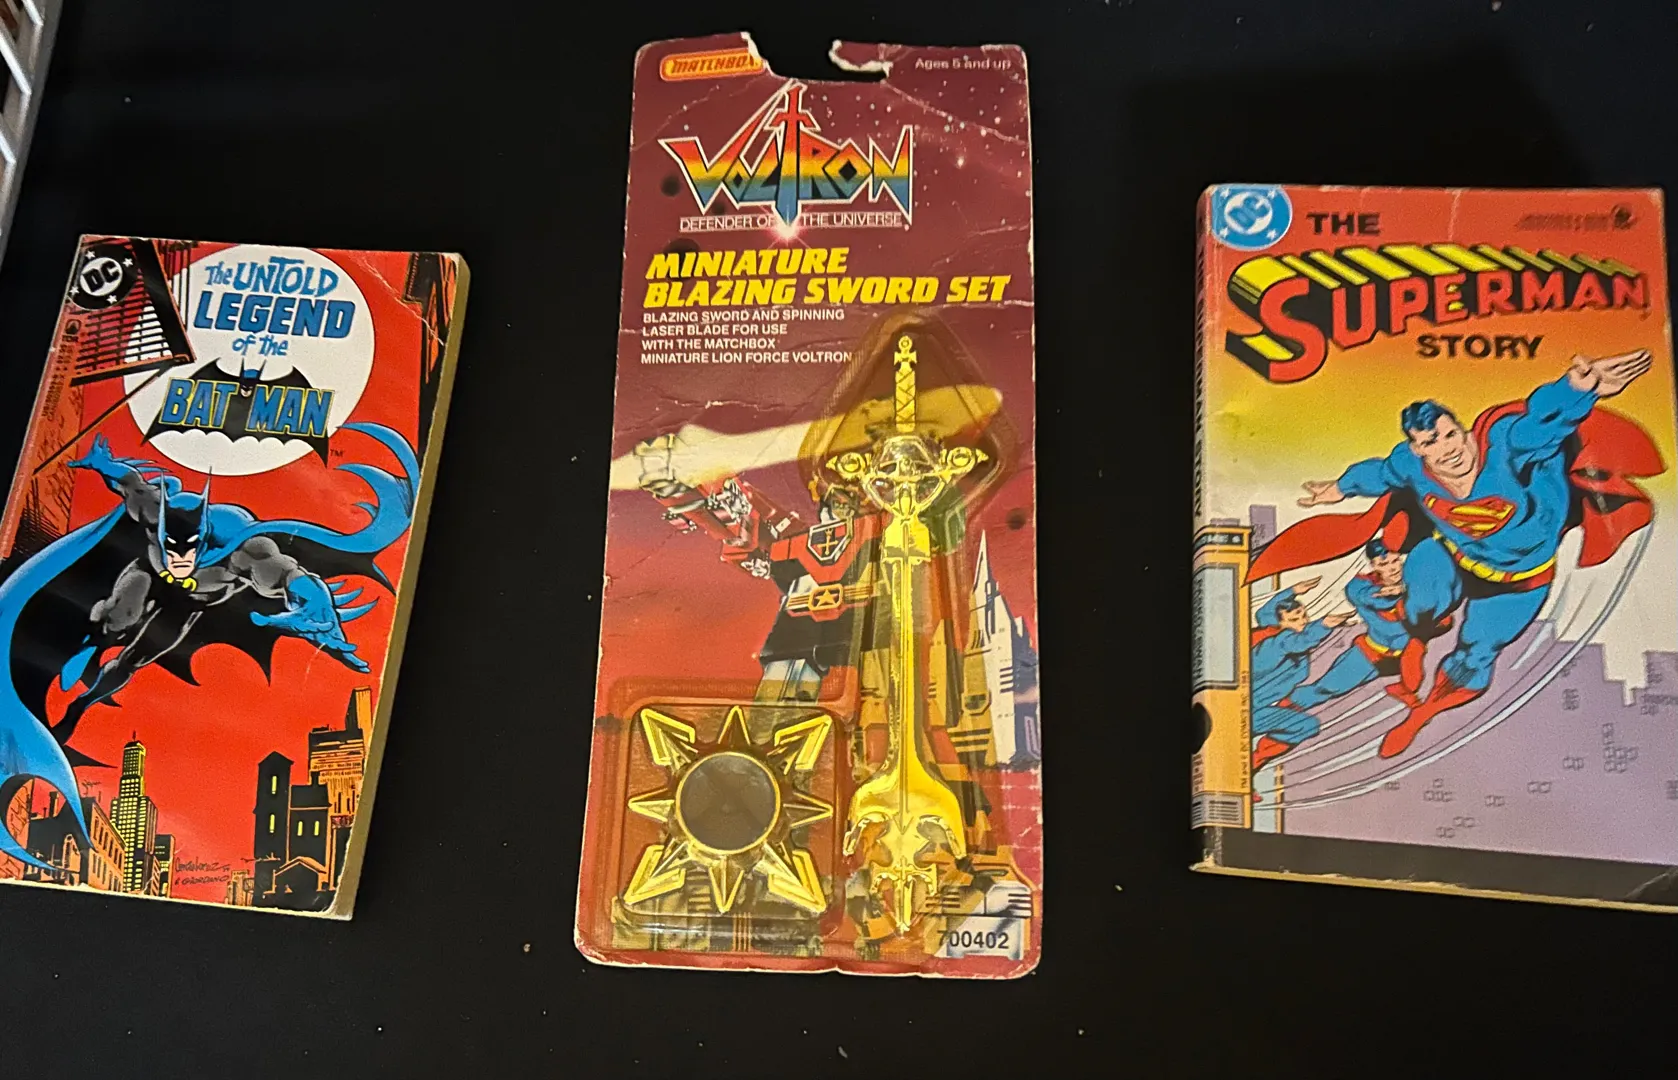 DC
The UNTOLD
LEGEND
of the
BATMAN
TM
MATCHBOX
Ages 5 and up
VOLTRON
DEFENDER OF THE UNIVERSE
MINIATURE
BLAZING SWORD SET
BLAZING SWORD AND SPINNING
LASER BLADE FOR USE
WITH THE MATCHBOX
MINIATURE LION FORCE VOLTRON
700402
DC
THE
SUPERMAN
STORY